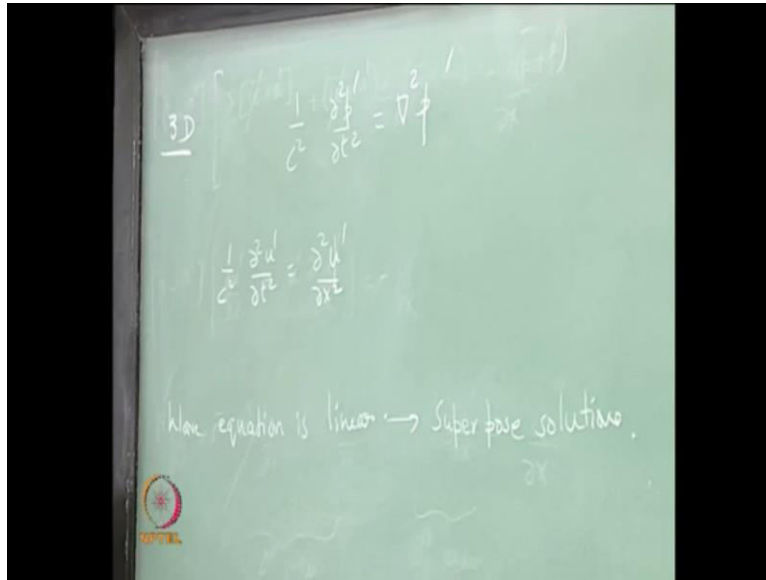 3D [ 1/c² ∂²p'/∂t² = ∇²p'
1/c² ∂²u'/∂t² = ∂²u'/∂x²
Wave equation is linear → Superpose solutions.
∂x
NPTEL